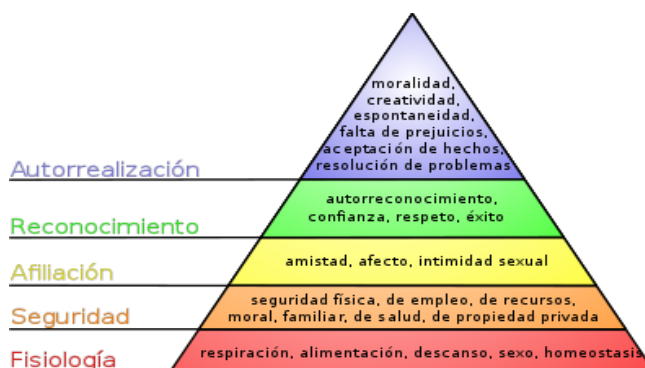 moralidad,
creatividad,
espontaneidad,
falta de prejuicios,
aceptación de hechos,
resolución de problemas
Autorrealización
autorreconocimiento,
confianza, respeto, éxito
Reconocimiento
amistad, afecto, intimidad sexual
Afiliación
seguridad física, de empleo, de recursos,
moral, familiar, de salud, de propiedad privada
Seguridad
respiración, alimentación, descanso, sexo, homeostasis
Fisiología